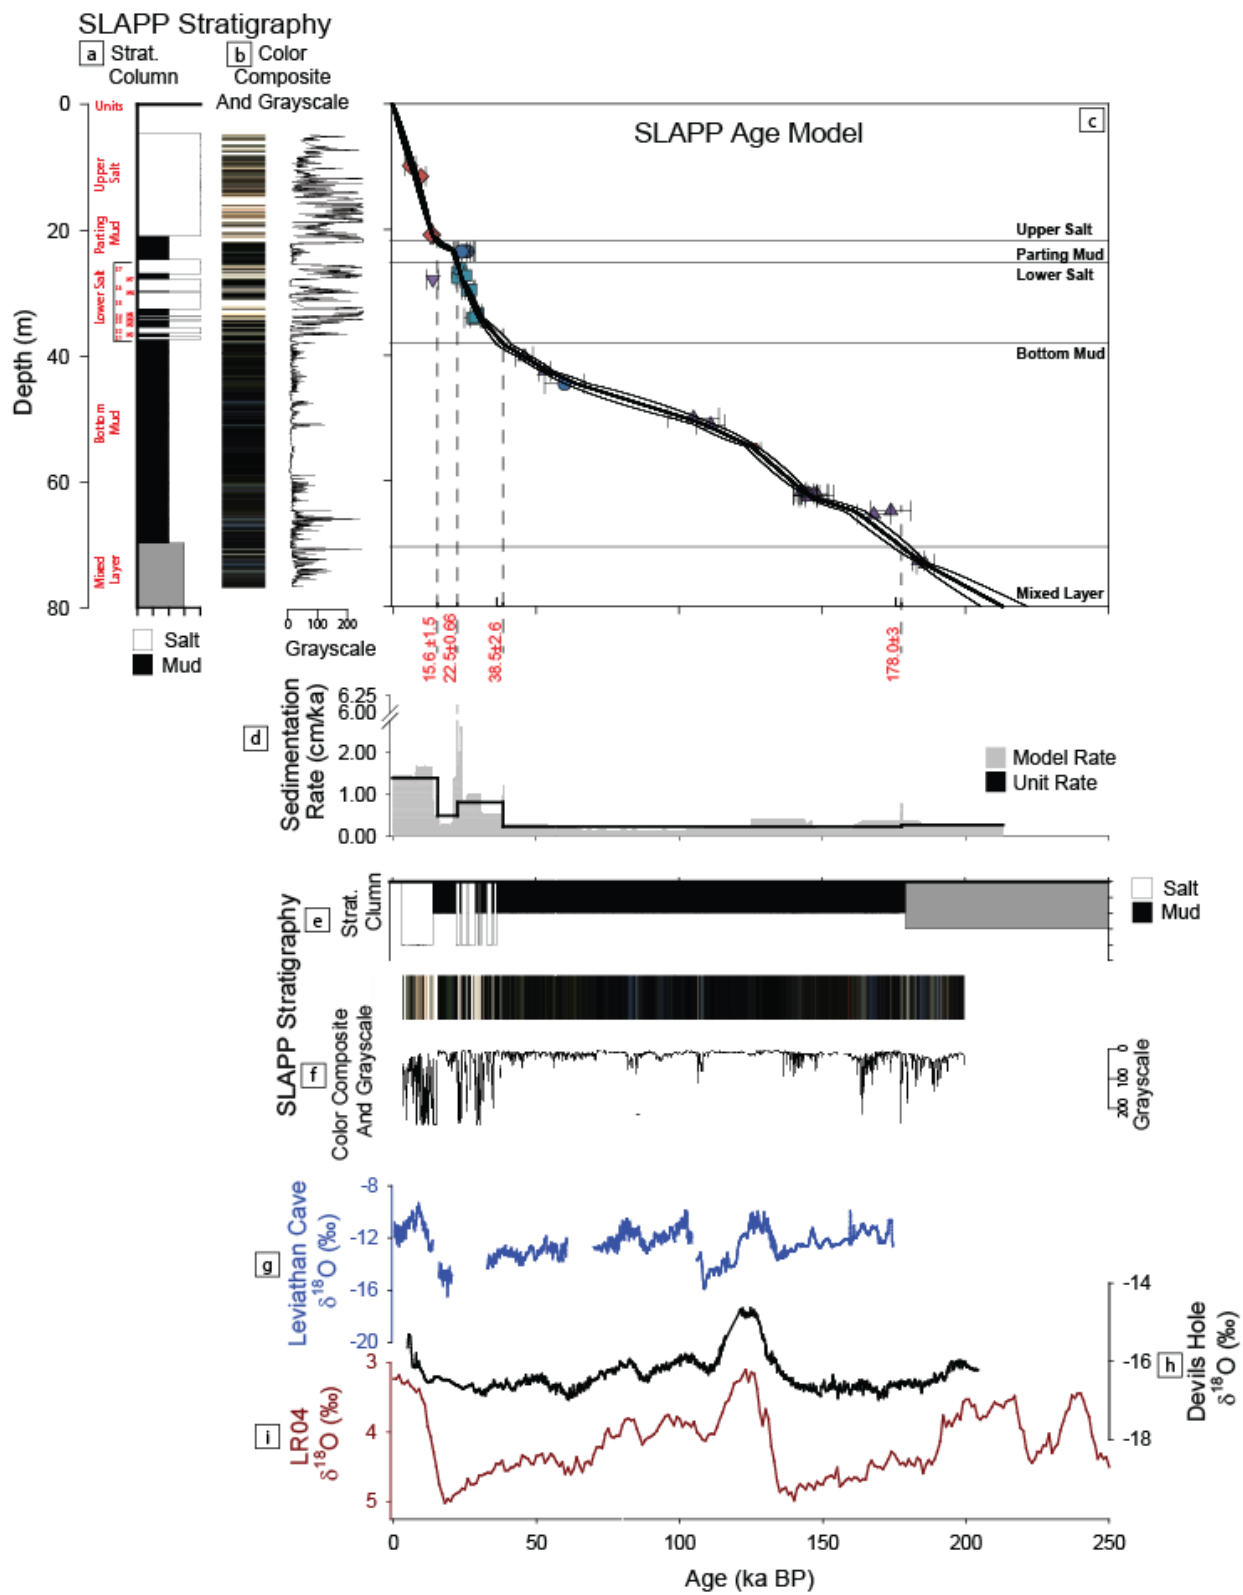 SLAPP Stratigraphy
a Strat.
Column
b Color
Composite
And Grayscale
Units
Upper
Salt
Parting
Mud
Lower Salt
Bottom
Mud
Mixed
Layer
Depth (m)
0
20
40
60
80
Salt
Mud
0 100 200
Grayscale
SLAPP Age Model
c
Upper Salt
Parting Mud
Lower Salt
Bottom Mud
Mixed Layer
15.6±1.5
22.5±0.66
38.5±2.6
178.0±3
d
Sedimentation
Rate (cm/ka)
6.25
6.00
2.00
1.00
0.00
Model Rate
Unit Rate
SLAPP Stratigraphy
e
Strat.
Clumn
Salt
Mud
f
Color Composite
And Grayscale
0
100
200
Grayscale
g
Leviathan Cave
δ18O (‰)
-8
-12
-16
-20
h
Devils Hole
δ18O (‰)
-14
-16
-18
i
LR04
δ18O (‰)
3
4
5
0 50 100 150 200 250
Age (ka BP)